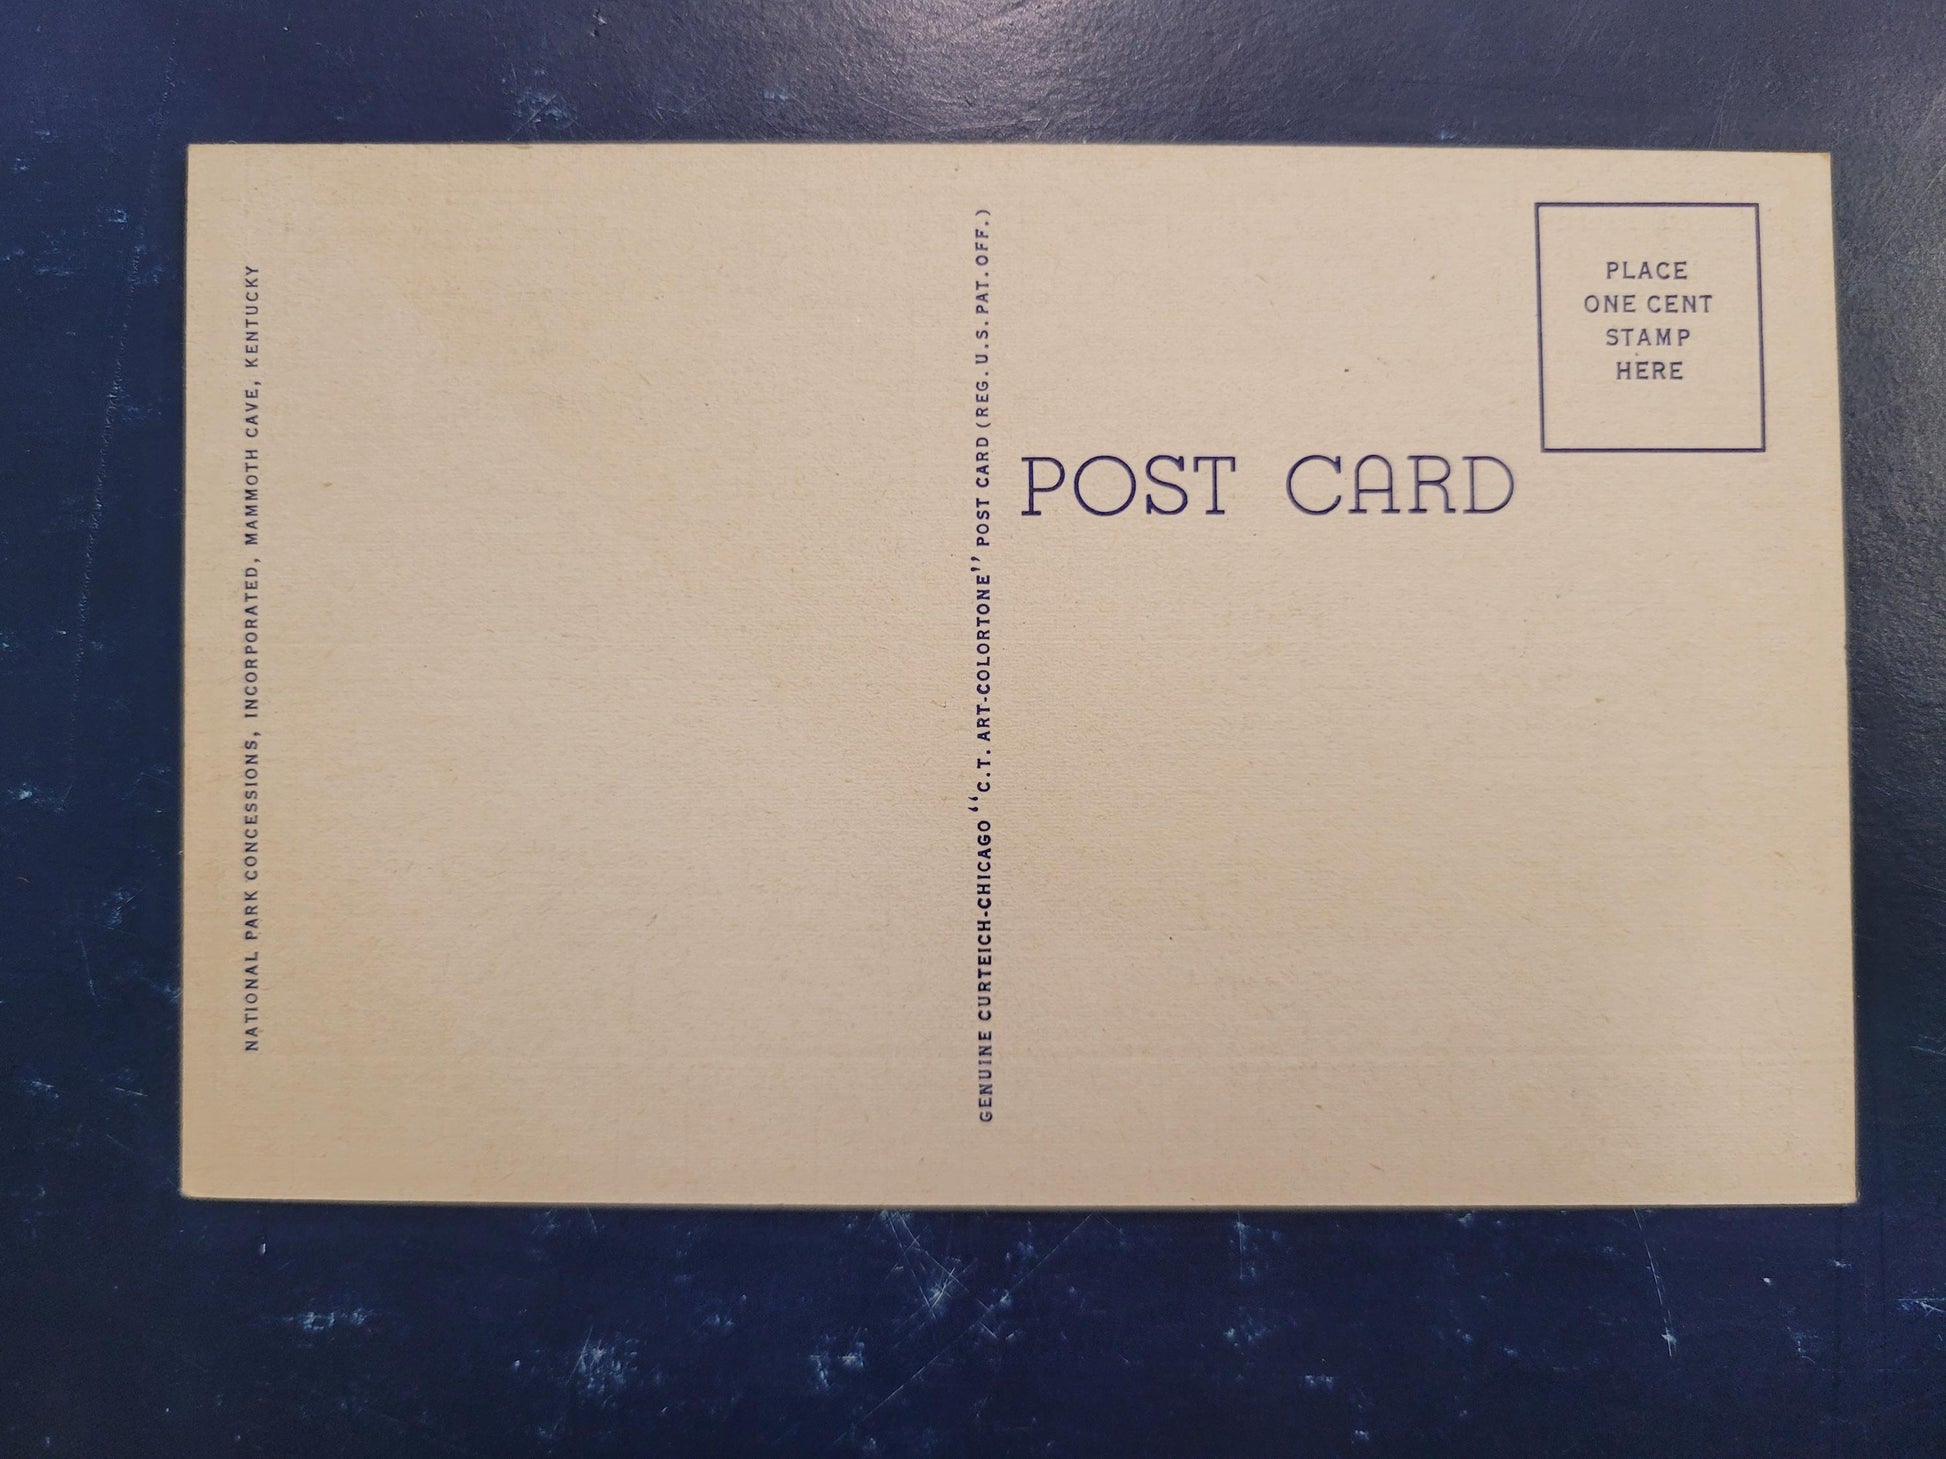 NATIONAL PARK CONCESSIONS, INCORPORATED, MAMMOTH CAVE, KENTUCKY
GENUINE CURTEICH-CHICAGO "C.T. ART-COLORTONE" POST CARD (REG. U.S. PAT. OFF.)
POST CARD
PLACE
ONE CENT
STAMP
HERE